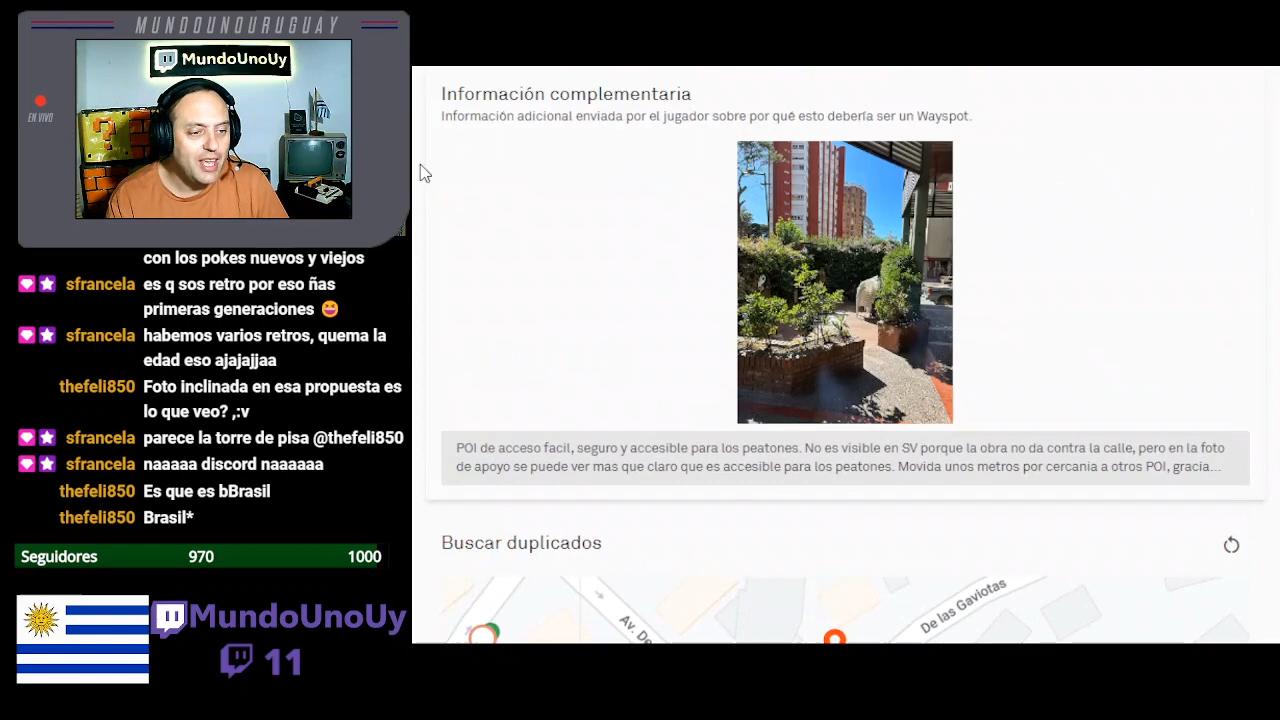 MUNDOUNOURUGUAY
MundoUnoUy
EN VIVO
con los pokes nuevos y viejos
sfrancela es q sos retro por eso ñas
primeras generaciones 😆
sfrancela habemos varios retros, quema la
edad eso ajajajjaa
thefeli850 Foto inclinada en esa propuesta es
lo que veo? ,:v
sfrancela parece la torre de pisa @thefeli850
sfrancela naaaaa discord naaaaaa
thefeli850 Es que es bBrasil
thefeli850 Brasil*
Seguidores 970 1000
MundoUnoUy
11
Información complementaria
Información adicional enviada por el jugador sobre por qué esto debería ser un Wayspot.
POI de acceso facil, seguro y accesible para los peatones. No es visible en SV porque la obra no da contra la calle, pero en la foto
de apoyo se puede ver mas que claro que es accesible para los peatones. Movida unos metros por cercania a otros POI, gracia...
Buscar duplicados
Av. De
De las Gaviotas